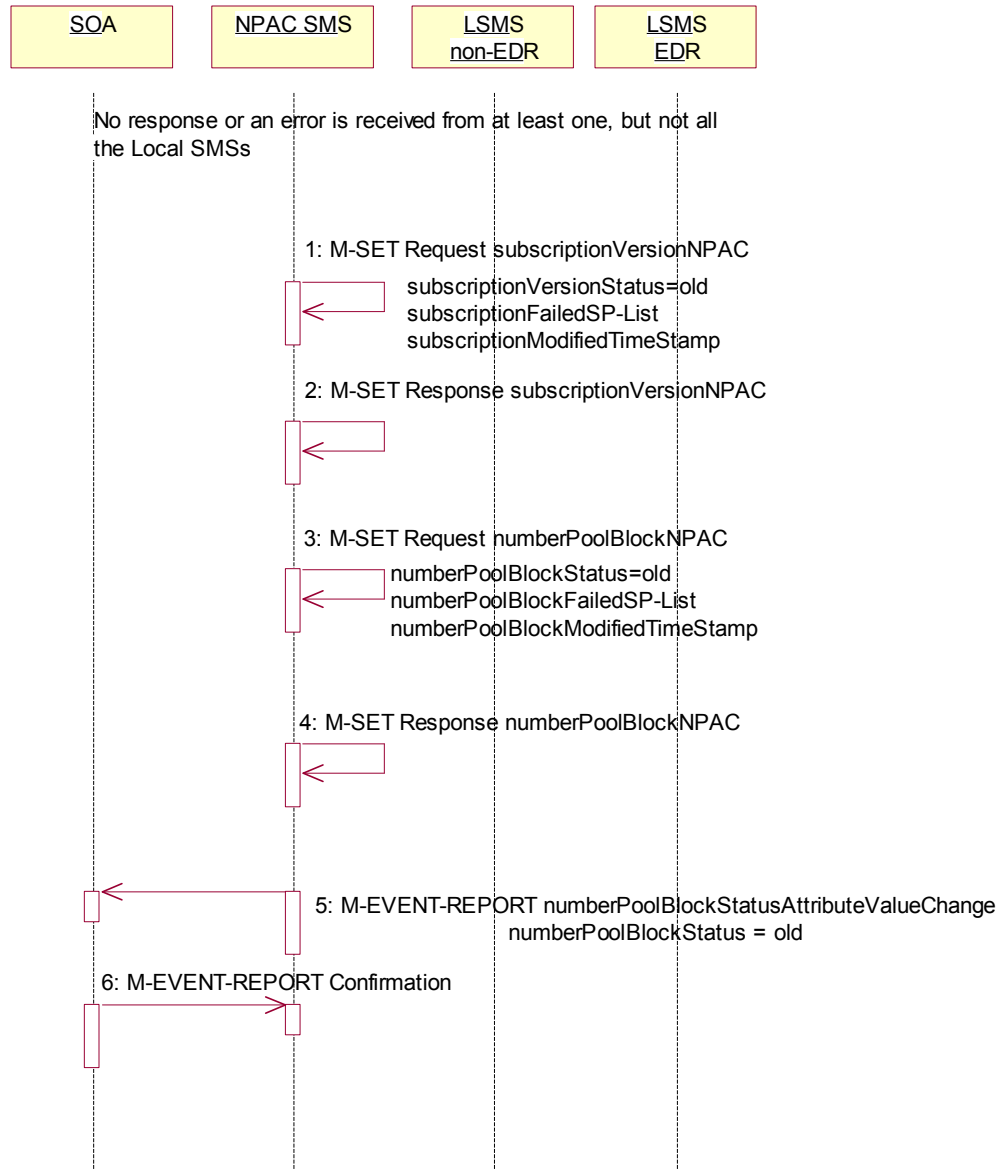 SOA
NPAC SMS
LSMS
non-EDR
LSMS
EDR
No response or an error is received from at least one, but not all
the Local SMSs
1: M-SET Request subscriptionVersionNPAC
subscriptionVersionStatus=old
subscriptionFailedSP-List
subscriptionModifiedTimeStamp
2: M-SET Response subscriptionVersionNPAC
3: M-SET Request numberPoolBlockNPAC
numberPoolBlockStatus=old
numberPoolBlockFailedSP-List
numberPoolBlockModifiedTimeStamp
4: M-SET Response numberPoolBlockNPAC
5: M-EVENT-REPORT numberPoolBlockStatusAttributeValueChange
numberPoolBlockStatus = old
6: M-EVENT-REPORT Confirmation